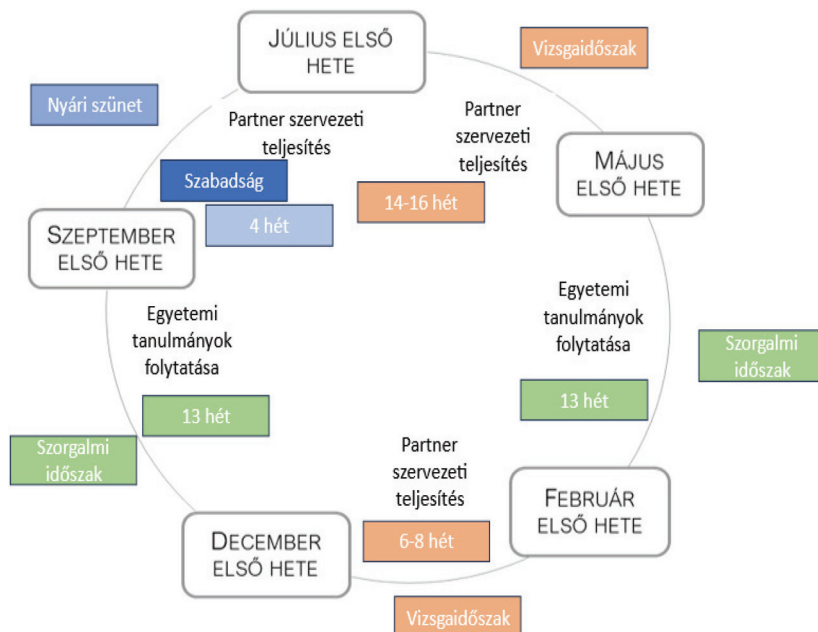 JÚLIUS ELSŐ
HETE
Vizsgaidőszak
Nyári szünet
Partner szervezeti
teljesítés
Partner
szervezeti
teljesítés
MÁJUS
ELSŐ HETE
Szabadság
14-16 hét
4 hét
SZEPTEMBER
ELSŐ HETE
Egyetemi
tanulmányok
folytatása
Egyetemi
tanulmányok
folytatása
Szorgalmi
időszak
13 hét
13 hét
Szorgalmi
időszak
Partner
szervezeti
teljesítés
FEBRUÁR
ELSŐ HETE
DECEMBER
ELSŐ HETE
6-8 hét
Vizsgaidőszak